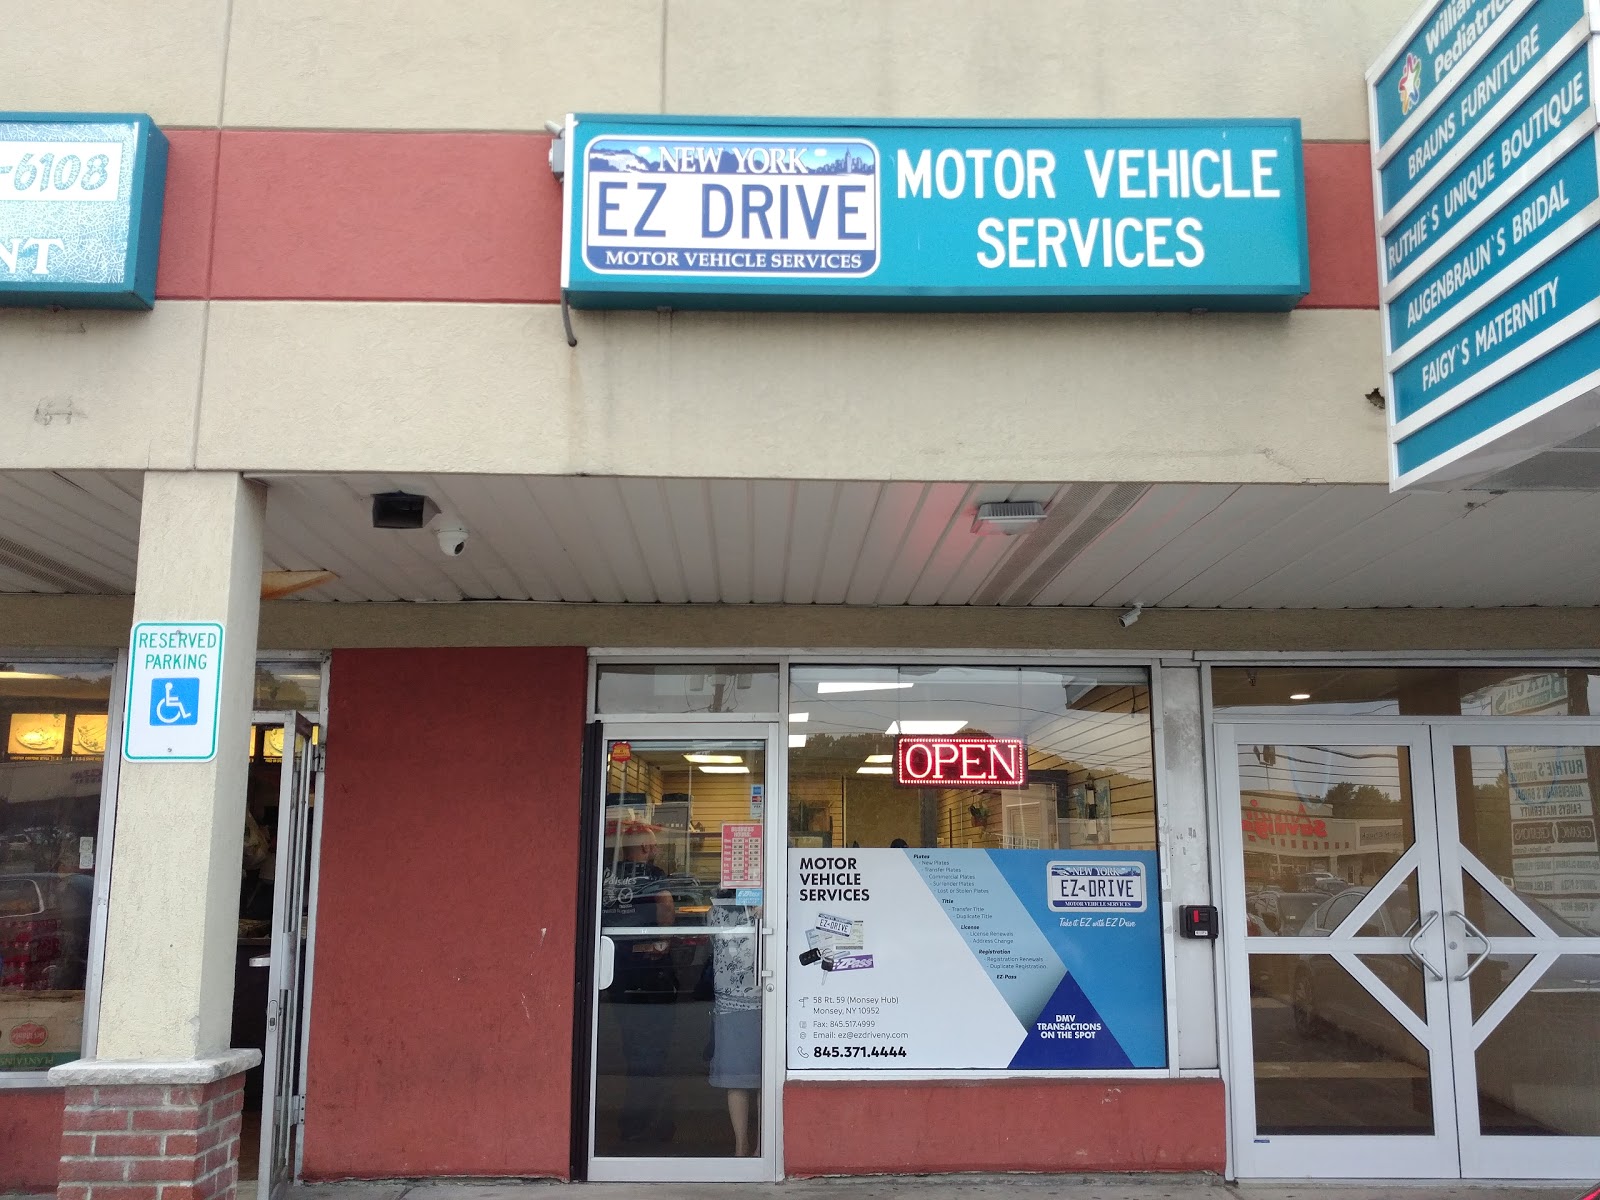 -6108
NT
NEW YORK
EZ DRIVE
MOTOR VEHICLE SERVICES
MOTOR VEHICLE
SERVICES
Pediatrics
BRAUNS FURNITURE
RUTHIE'S UNIQUE BOUTIQUE
AUGENBRAUN'S BRIDAL
FAIGY'S MATERNITY
RESERVED
PARKING
OPEN
BUSINESS
HOURS
MOTOR
VEHICLE
SERVICES
EZ-DRIVE
EZPass
58 Rt. 59 (Monsey Hub)
Monsey, NY 10952
Fax: 845.517.4999
Email: ez@ezdriveny.com
845.371.4444
Plates
- New Plates
- Transfer Plates
- Commercial Plates
- Surrender Plates
- Lost or Stolen Plates
Title
- Transfer Title
- Duplicate Title
License
- License Renewals
- Address Change
Registration
- Registration Renewals
- Duplicate Registration
EZ-Pass
NEW YORK
EZ-DRIVE
MOTOR VEHICLE SERVICES
Take it EZ with EZ Drive
DMV
TRANSACTIONS
ON THE SPOT